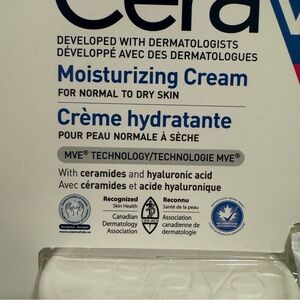 CeraV
DEVELOPED WITH DERMATOLOGISTS
DÉVELOPPÉ AVEC DES DERMATOLOGUES
Moisturizing Cream
FOR NORMAL TO DRY SKIN
Crème hydratante
POUR PEAU NORMALE À SÈCHE
MVE® TECHNOLOGY/TECHNOLOGIE MVE®
With ceramides and hyaluronic acid
Avec céramides et acide hyaluronique
Recognized
Skin Health
Canadian
Dermatology
Association
Reconnu
Santé de la peau
Association
canadienne de
dermatologie